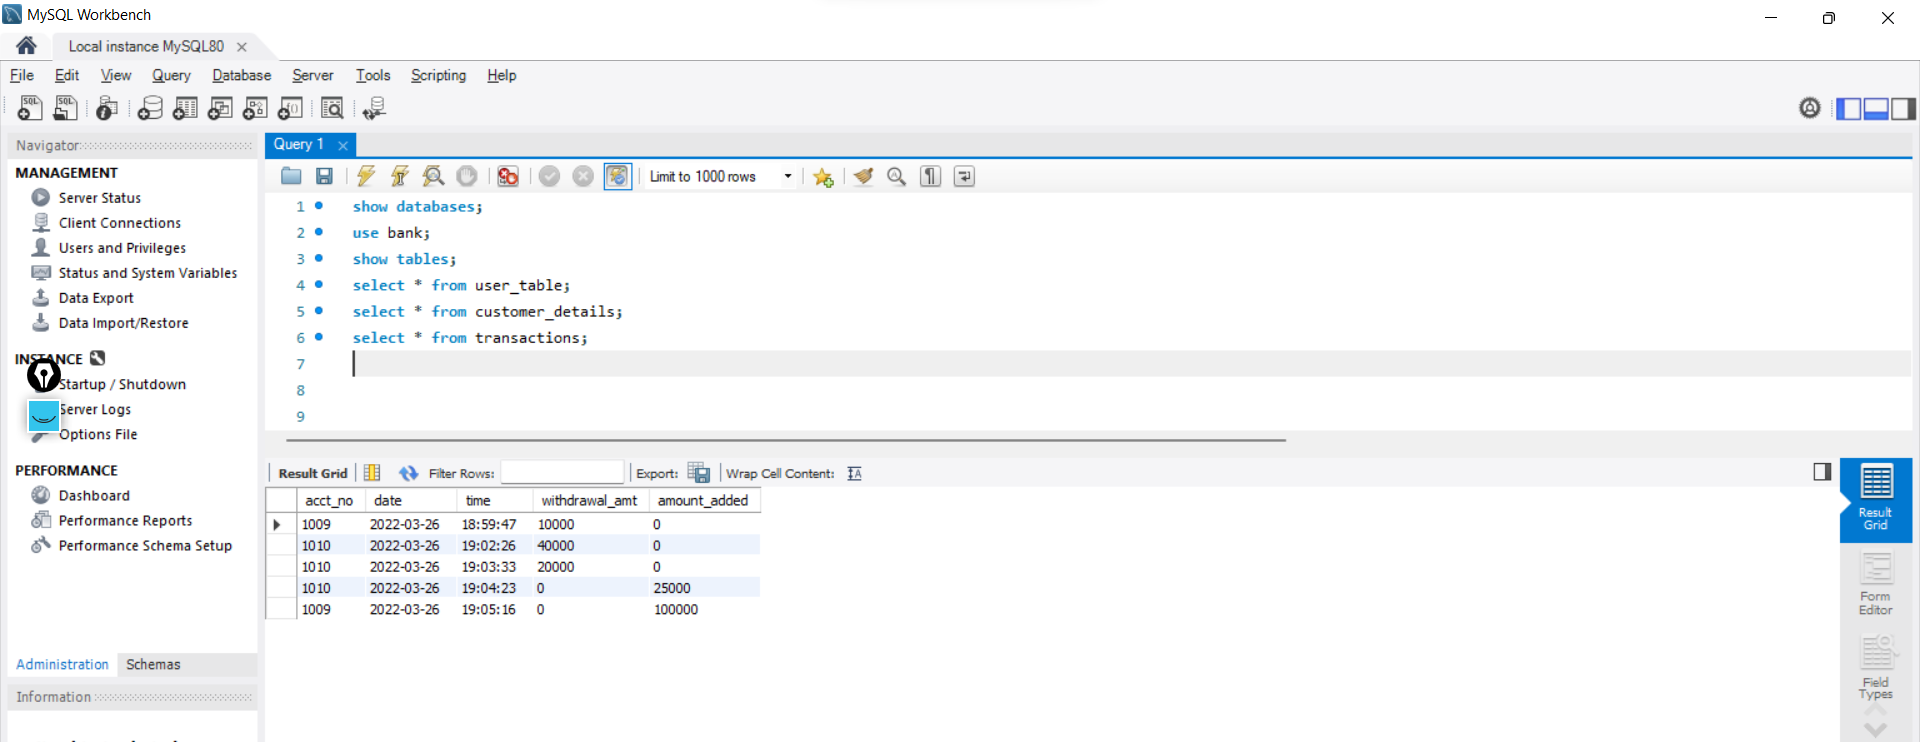 MySQL Workbench
Local instance MySQL80
File Edit View Query Database Server Tools Scripting Help
Navigator
MANAGEMENT
Server Status
Client Connections
Users and Privileges
Status and System Variables
Data Export
Data Import/Restore
INSTANCE
Startup / Shutdown
Server Logs
Options File
PERFORMANCE
Dashboard
Performance Reports
Performance Schema Setup
Administration Schemas
Information
Query 1
Limit to 1000 rows
1 show databases;
2 use bank;
3 show tables;
4 select * from user_table;
5 select * from customer_details;
6 select * from transactions;
7
8
9
Result Grid Filter Rows: Export: Wrap Cell Content:
acct_no date time withdrawal_amt amount_added
1009 2022-03-26 18:59:47 10000 0
1010 2022-03-26 19:02:26 40000 0
1010 2022-03-26 19:03:33 20000 0
1010 2022-03-26 19:04:23 0 25000
1009 2022-03-26 19:05:16 0 100000
Result
Grid
Form
Editor
Field
Types